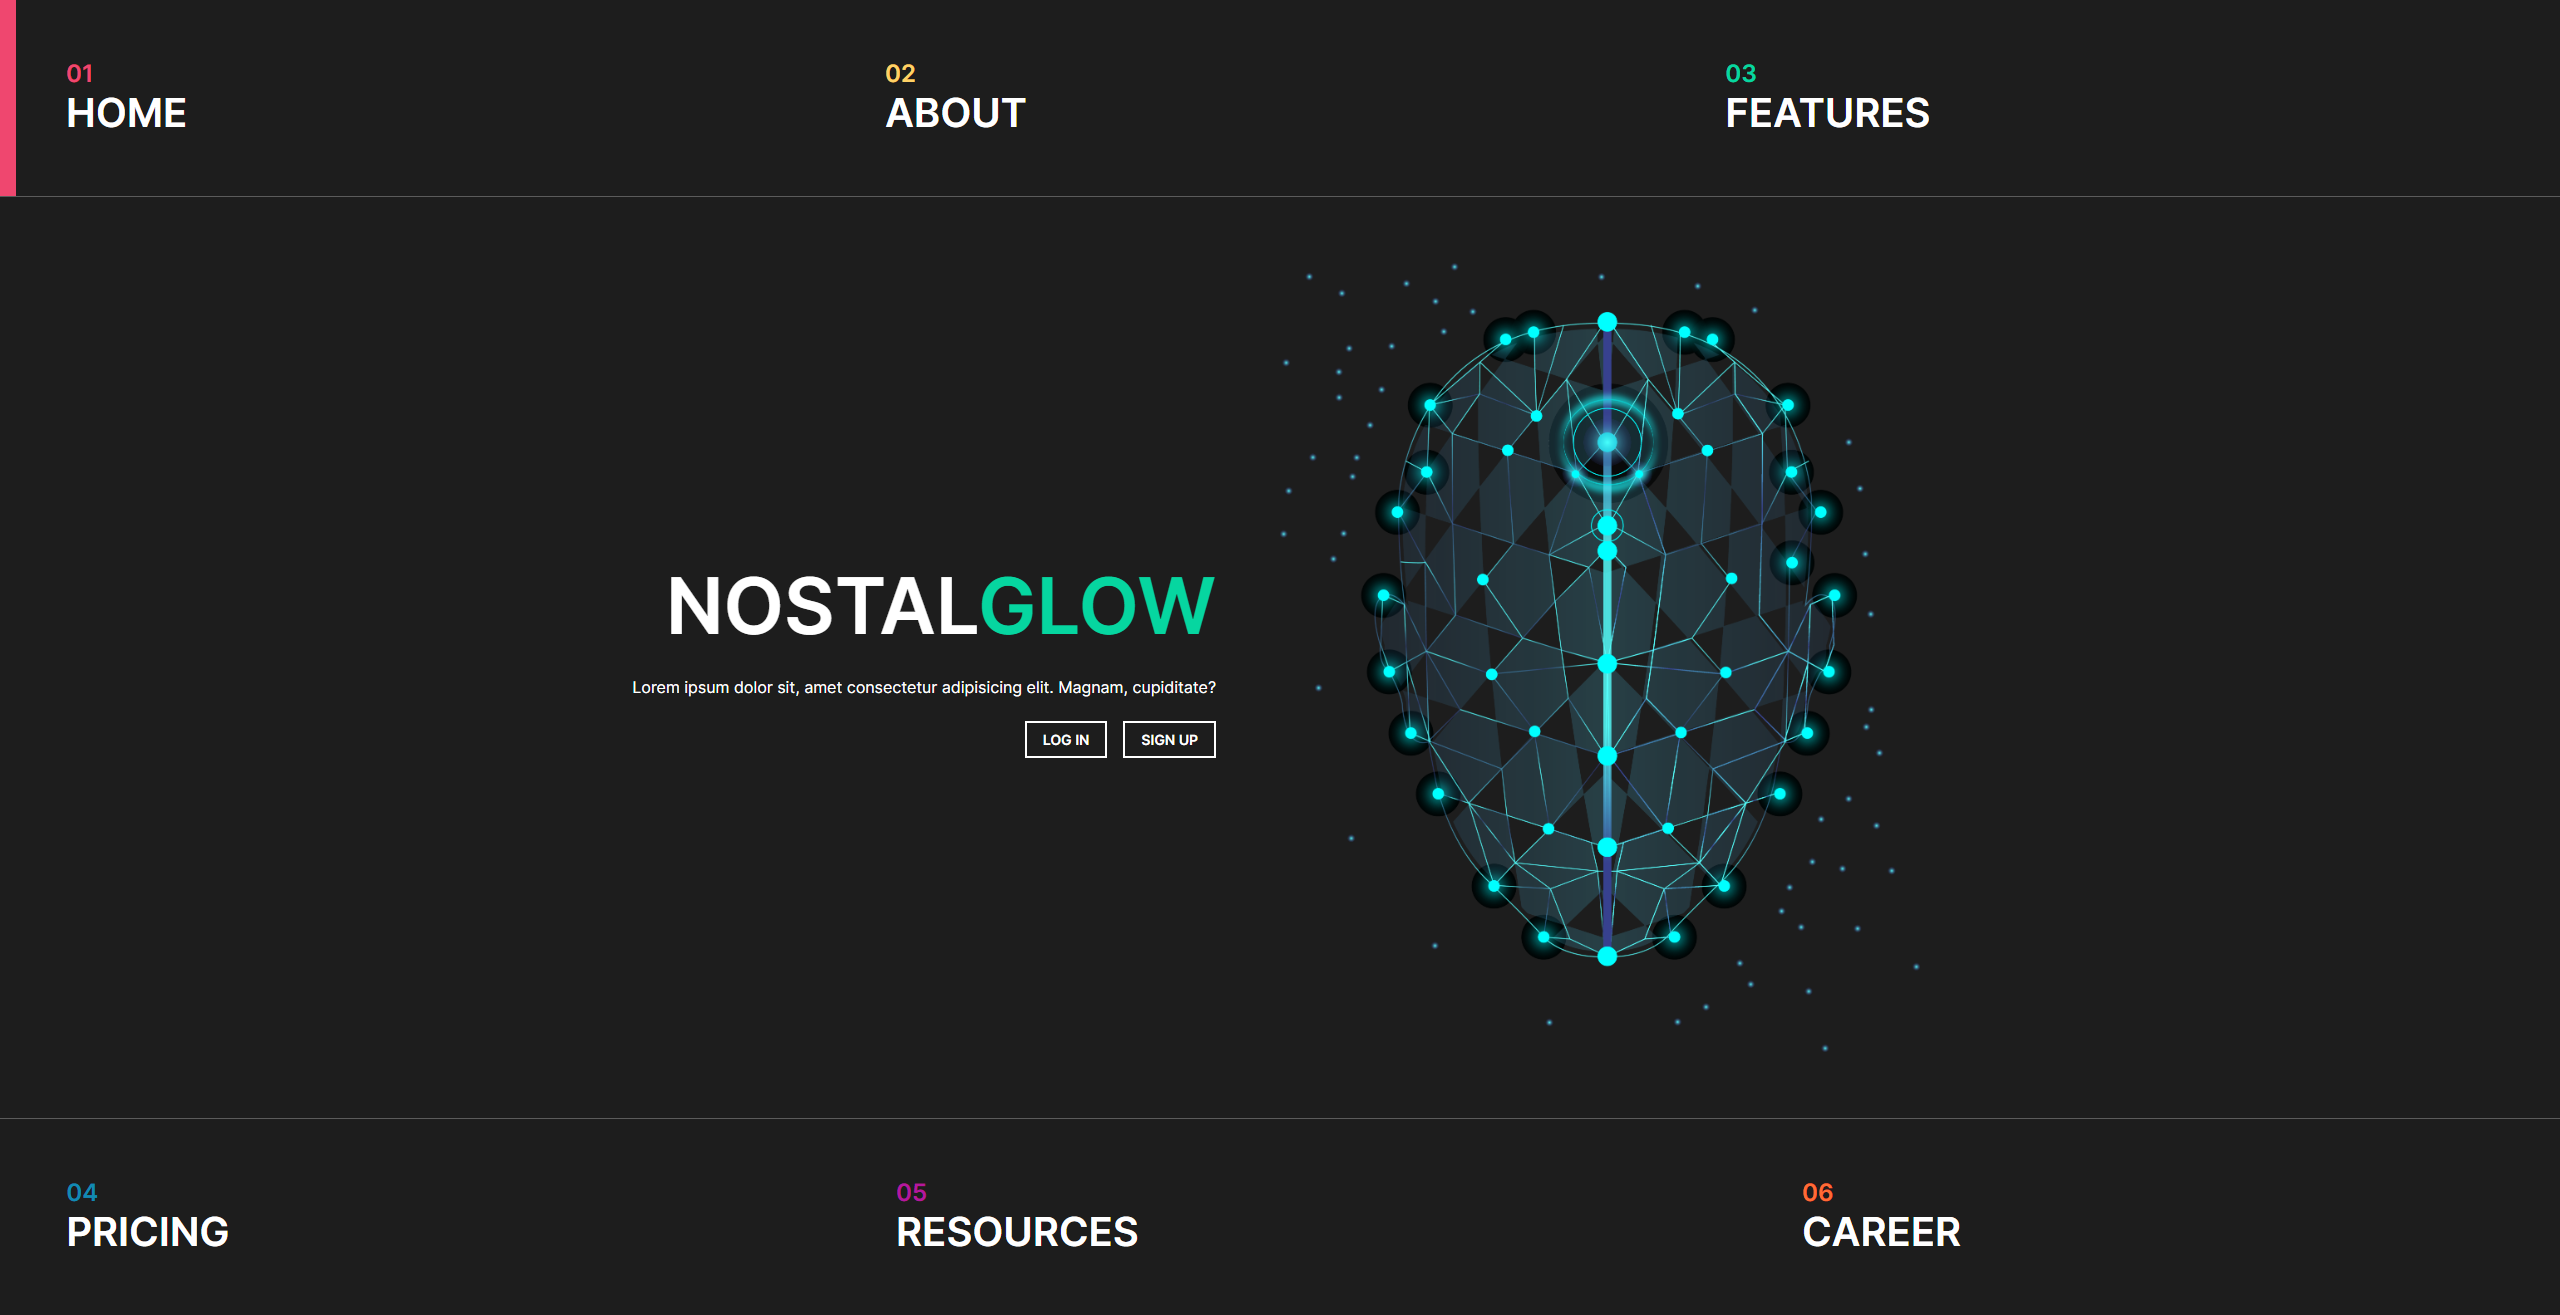 01
HOME
02
ABOUT
03
FEATURES
NOSTALGLOW
Lorem ipsum dolor sit, amet consectetur adipisicing elit. Magnam, cupiditate?
LOG IN
SIGN UP
04
PRICING
05
RESOURCES
06
CAREER